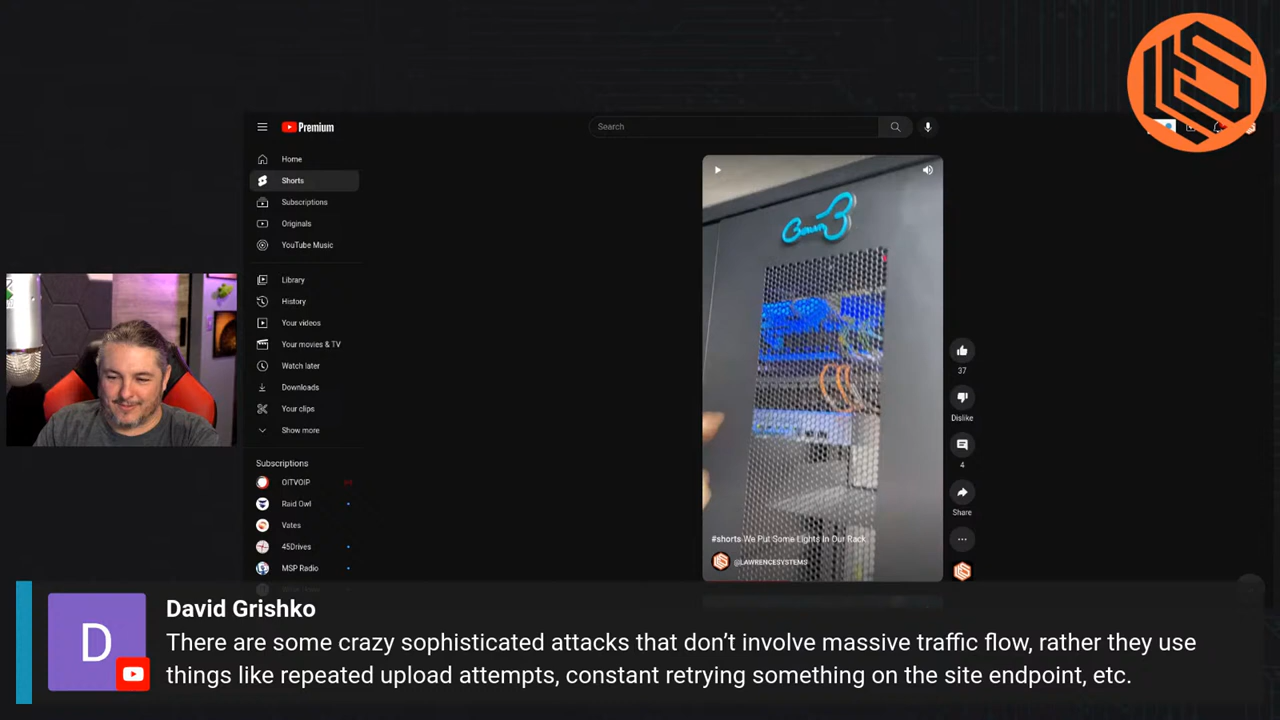 Premium
Search
Home
Shorts
Subscriptions
Originals
YouTube Music
Library
History
Your videos
Your movies & TV
Watch later
Downloads
Your clips
Show more
Subscriptions
OITVOIP
Raid Owl
Vates
45Drives
MSP Radio
37
Dislike
4
Share
#shorts We Put Some Lights In Our Rack
@LAWRENCESYSTEMS
D
David Grishko
There are some crazy sophisticated attacks that don’t involve massive traffic flow, rather they use
things like repeated upload attempts, constant retrying something on the site endpoint, etc.